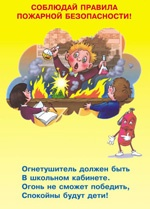 СОБЛЮДАЙ ПРАВИЛА
ПОЖАРНОЙ БЕЗОПАСНОСТИ!
Огнетушитель должен быть
В школьном кабинете.
Огонь не сможет победить,
Спокойны будут дети!